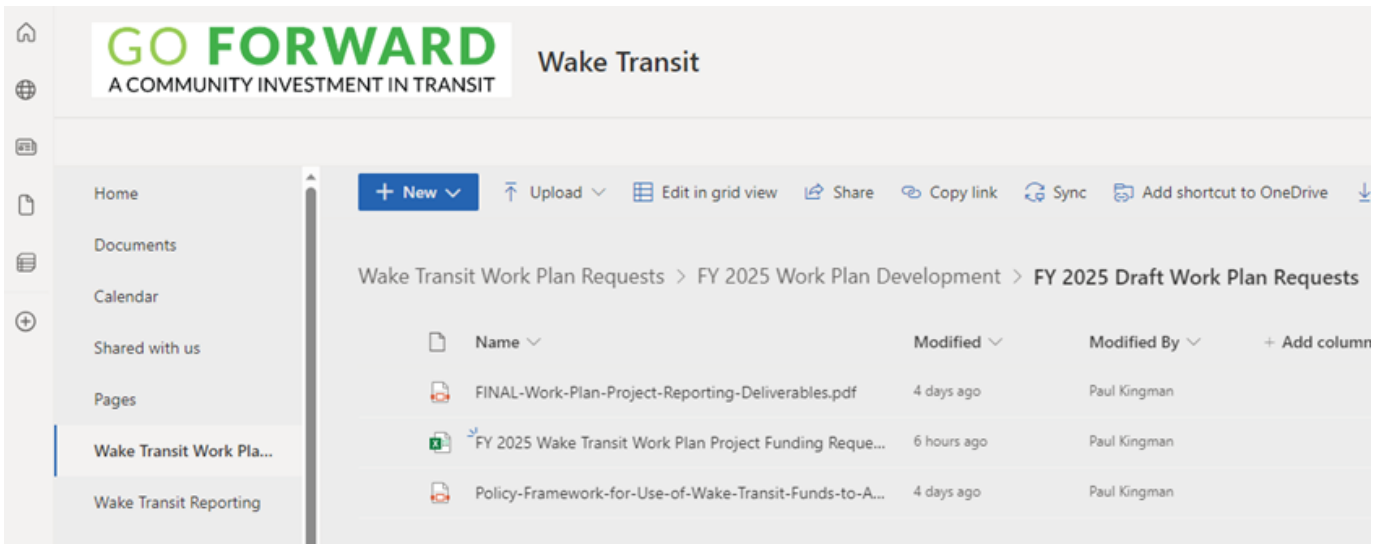 GO FORWARD
A COMMUNITY INVESTMENT IN TRANSIT
Wake Transit
Home
Documents
Calendar
Shared with us
Pages
Wake Transit Work Pla...
Wake Transit Reporting
+ New
Upload
Edit in grid view
Share
Copy link
Sync
Add shortcut to OneDrive
Wake Transit Work Plan Requests > FY 2025 Work Plan Development > FY 2025 Draft Work Plan Requests
Name Modified Modified By + Add column
FINAL-Work-Plan-Project-Reporting-Deliverables.pdf 4 days ago Paul Kingman
FY 2025 Wake Transit Work Plan Project Funding Reque... 6 hours ago Paul Kingman
Policy-Framework-for-Use-of-Wake-Transit-Funds-to-A... 4 days ago Paul Kingman